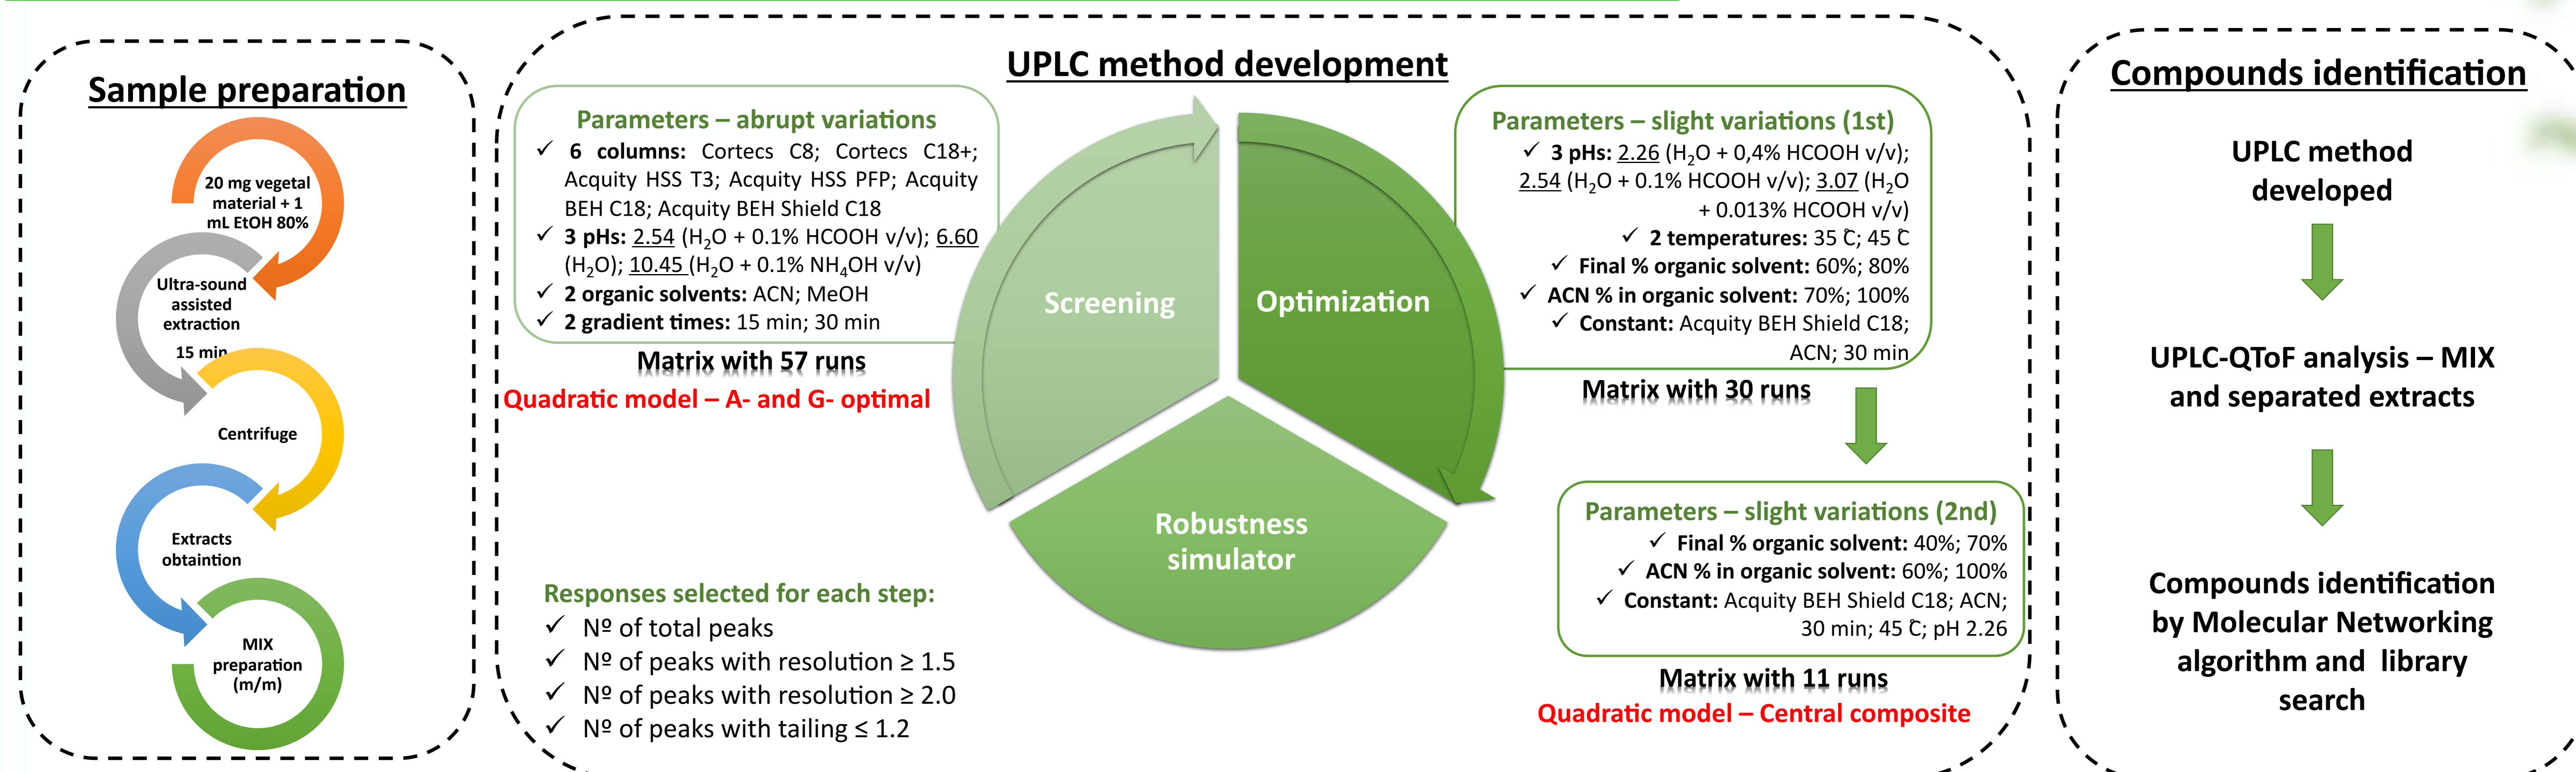 Sample preparation
20 mg vegetal
material + 1
mL EtOH 80%
Ultra-sound
assisted
extraction
15 min
Centrifuge
Extracts
obtaintion
MIX
preparation
(m/m)
UPLC method development
Parameters – abrupt variations
✓ 6 columns: Cortecs C8; Cortecs C18+;
Acquity HSS T3; Acquity HSS PFP; Acquity
BEH C18; Acquity BEH Shield C18
✓ 3 pHs: 2.54 (H2O + 0.1% HCOOH v/v); 6.60
(H2O); 10.45 (H2O + 0.1% NH4OH v/v)
✓ 2 organic solvents: ACN; MeOH
✓ 2 gradient times: 15 min; 30 min
Matrix with 57 runs
Quadratic model – A- and G- optimal
Screening
Optimization
Robustness
simulator
Responses selected for each step:
✓ Nº of total peaks
✓ Nº of peaks with resolution ≥ 1.5
✓ Nº of peaks with resolution ≥ 2.0
✓ Nº of peaks with tailing ≤ 1.2
Parameters – slight variations (1st)
✓ 3 pHs: 2.26 (H2O + 0,4% HCOOH v/v);
2.54 (H2O + 0.1% HCOOH v/v); 3.07 (H2O
+ 0.013% HCOOH v/v)
✓ 2 temperatures: 35 ℃; 45 ℃
✓ Final % organic solvent: 60%; 80%
✓ ACN % in organic solvent: 70%; 100%
✓ Constant: Acquity BEH Shield C18;
ACN; 30 min
Matrix with 30 runs
Parameters – slight variations (2nd)
✓ Final % organic solvent: 40%; 70%
✓ ACN % in organic solvent: 60%; 100%
✓ Constant: Acquity BEH Shield C18; ACN;
30 min; 45 ℃; pH 2.26
Matrix with 11 runs
Quadratic model – Central composite
Compounds identification
UPLC method
developed
UPLC-QToF analysis – MIX
and separated extracts
Compounds identification
by Molecular Networking
algorithm and library
search